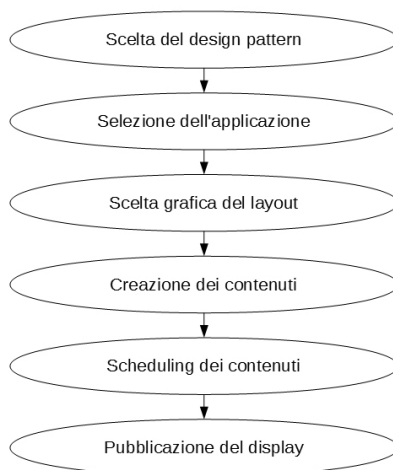 Scelta del design pattern
Selezione dell'applicazione
Scelta grafica del layout
Creazione dei contenuti
Scheduling dei contenuti
Pubblicazione del display